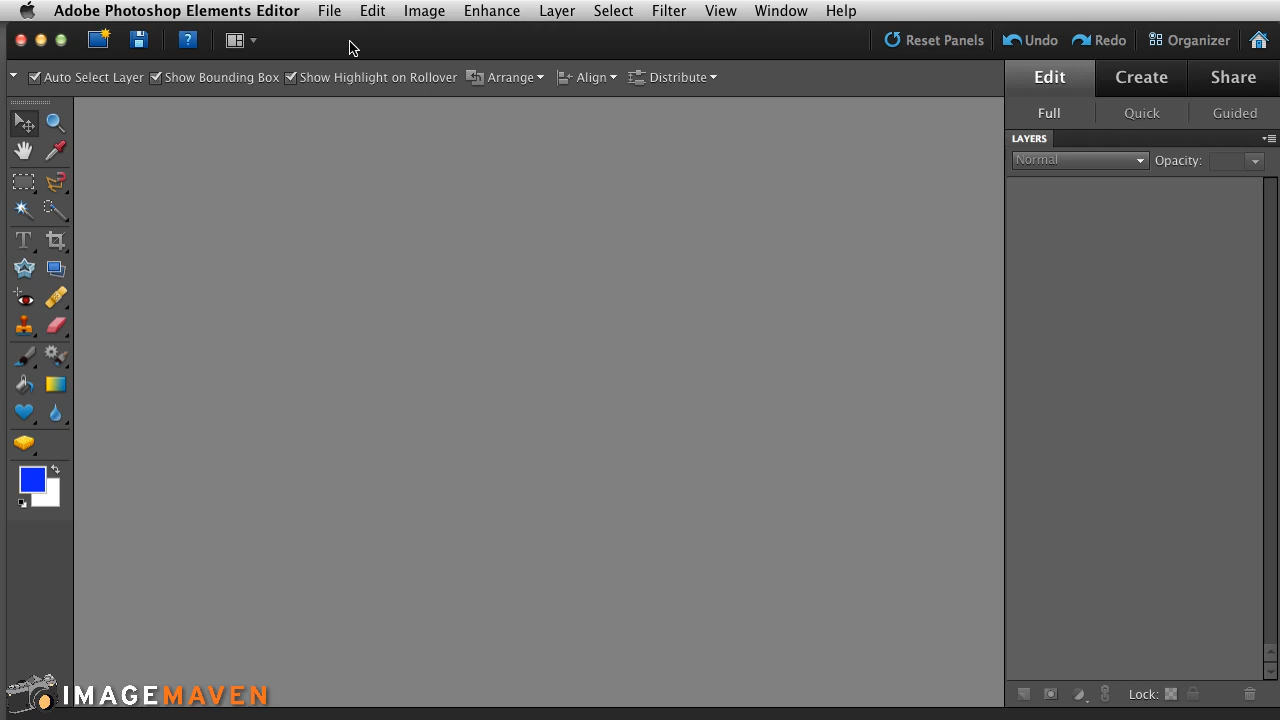 Adobe Photoshop Elements Editor File Edit Image Enhance Layer Select Filter View Window Help
? Reset Panels Undo Redo Organizer
Auto Select Layer Show Bounding Box Show Highlight on Rollover Arrange Align Distribute
Edit Create Share
Full Quick Guided
LAYERS
Normal Opacity:
T
Lock:
IMAGEMAVEN